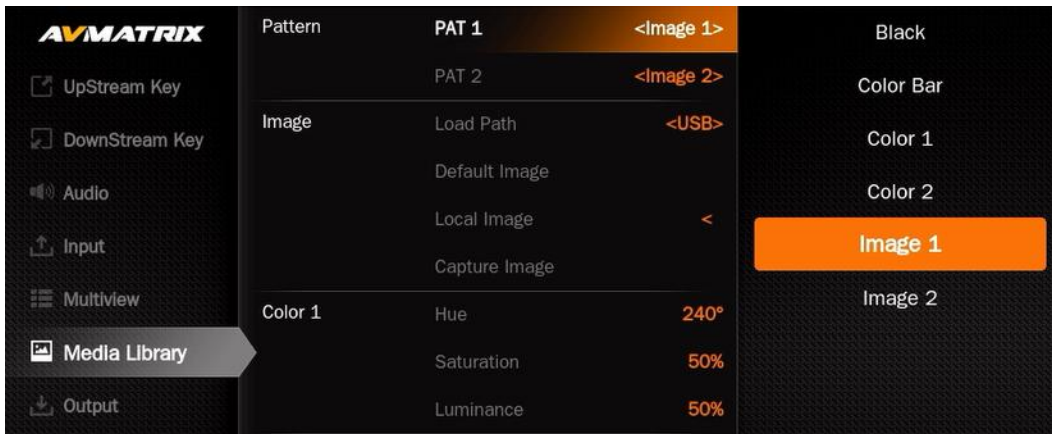 AVMATRIX
UpStream Key
DownStream Key
Audio
Input
Multiview
Media Library
Output
Pattern PAT 1 <Image 1>
PAT 2 <Image 2>
Image Load Path <USB>
Default Image
Local Image <
Capture Image
Color 1 Hue 240°
Saturation 50%
Luminance 50%
Black
Color Bar
Color 1
Color 2
Image 1
Image 2